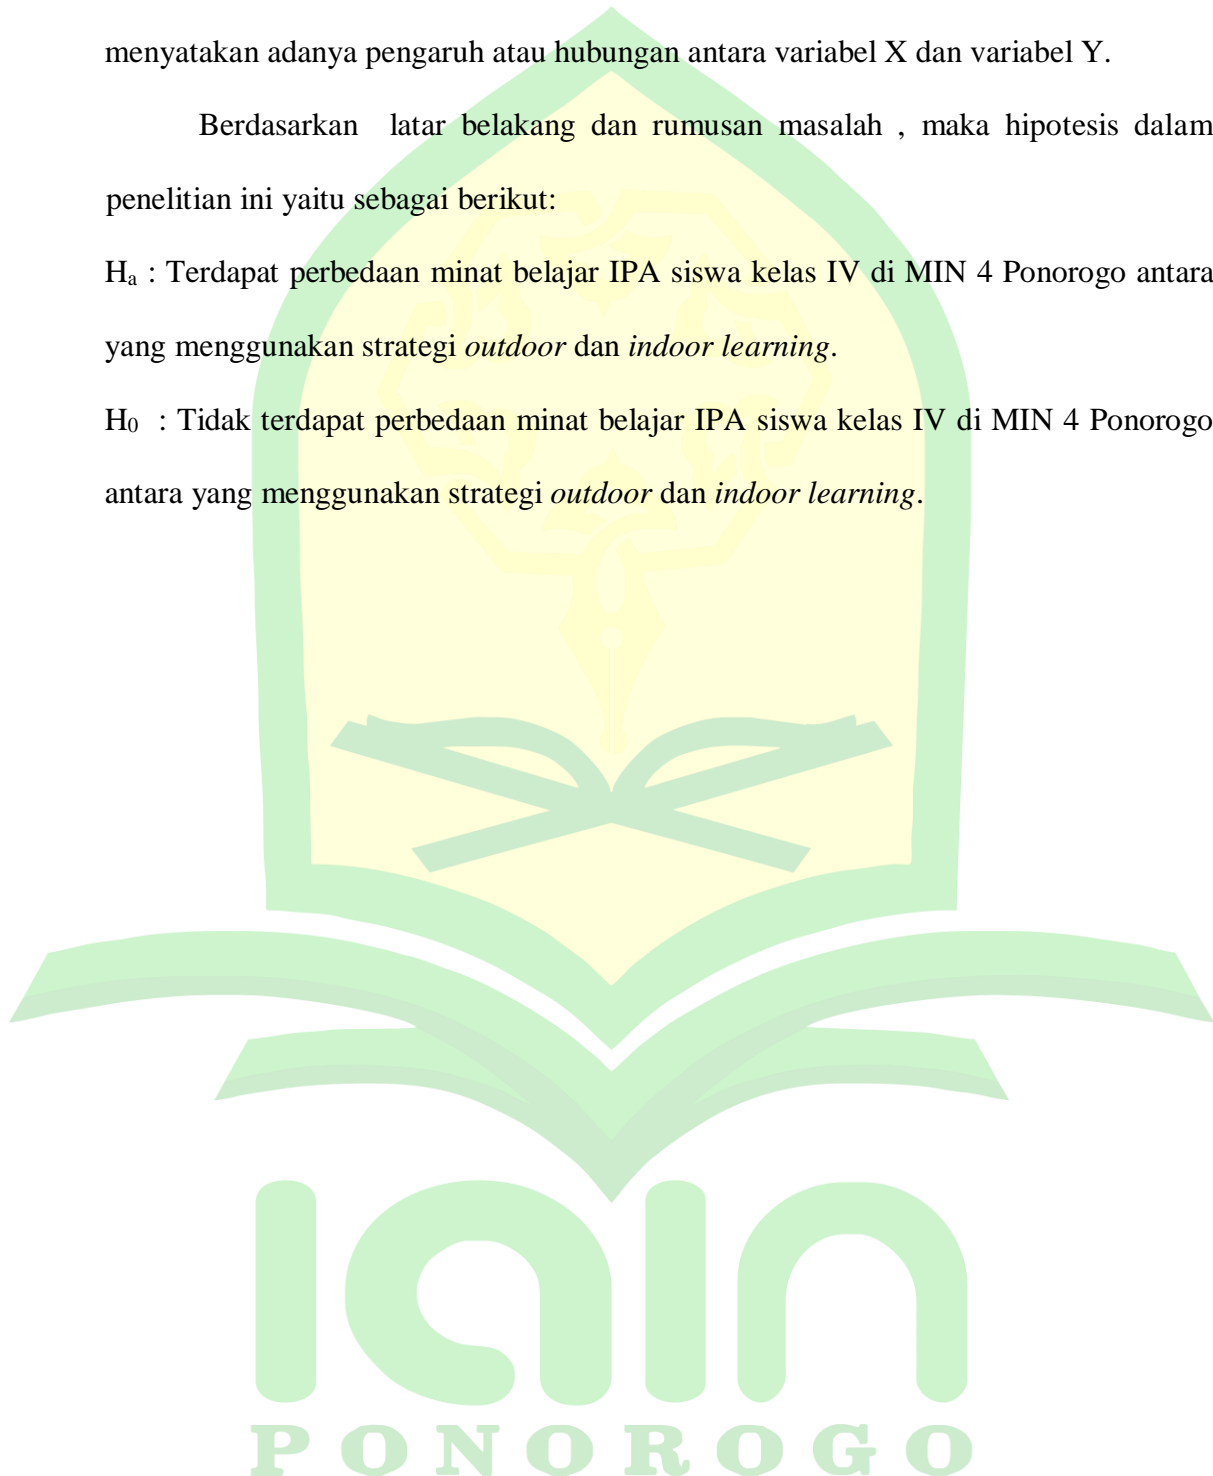 menyatakan adanya pengaruh atau hubungan antara variabel X dan variabel Y.
Berdasarkan latar belakang dan rumusan masalah , maka hipotesis dalam
penelitian ini yaitu sebagai berikut:
Hₐ : Terdapat perbedaan minat belajar IPA siswa kelas IV di MIN 4 Ponorogo antara
yang menggunakan strategi outdoor dan indoor learning.
H₀ : Tidak terdapat perbedaan minat belajar IPA siswa kelas IV di MIN 4 Ponorogo
antara yang menggunakan strategi outdoor dan indoor learning.
iain
PONOROGO